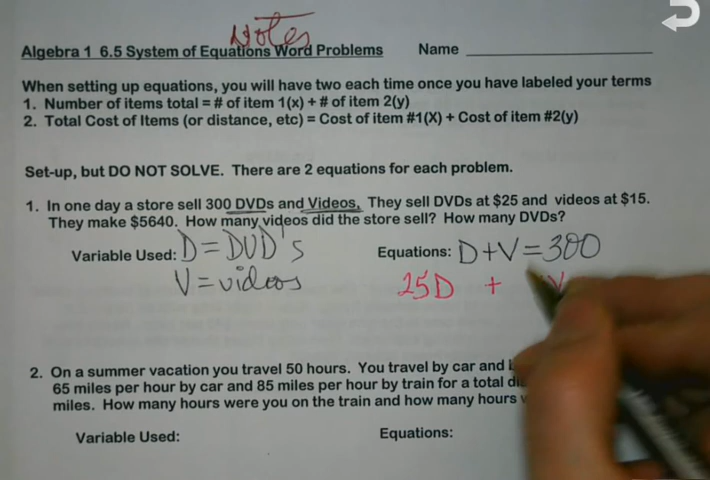 Notes
Algebra 1 6.5 System of Equations Word Problems Name
When setting up equations, you will have two each time once you have labeled your terms
1. Number of items total = # of item 1(x) + # of item 2(y)
2. Total Cost of Items (or distance, etc) = Cost of item #1(X) + Cost of item #2(y)
Set-up, but DO NOT SOLVE. There are 2 equations for each problem.
1. In one day a store sell 300 DVDs and Videos. They sell DVDs at $25 and videos at $15.
They make $5640. How many videos did the store sell? How many DVDs?
Variable Used: D = DVD's Equations: D+V=300
V = videos 25D + V
2. On a summer vacation you travel 50 hours. You travel by car and
65 miles per hour by car and 85 miles per hour by train for a total
miles. How many hours were you on the train and how many hours
Variable Used: Equations: